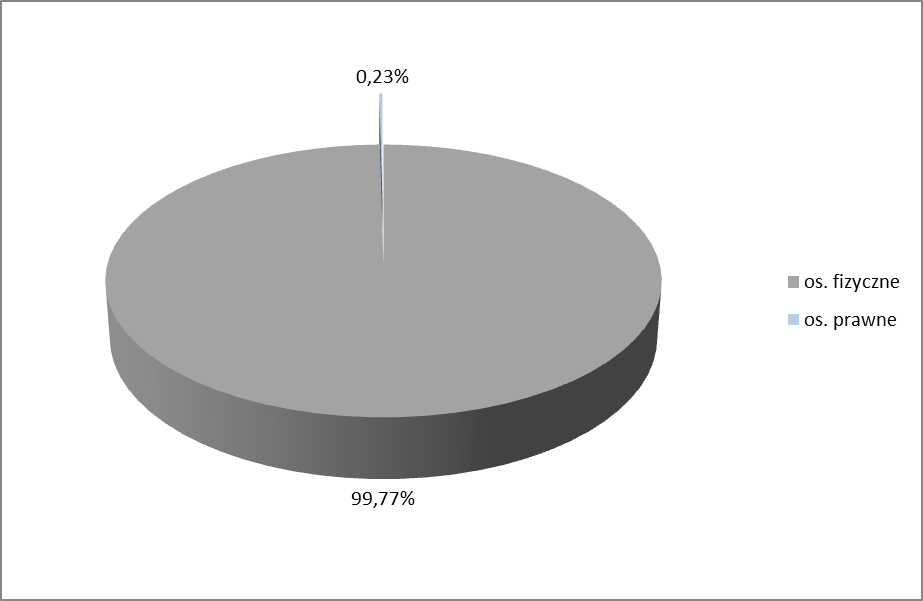 0,23%
os. fizyczne
os. prawne
99,77%